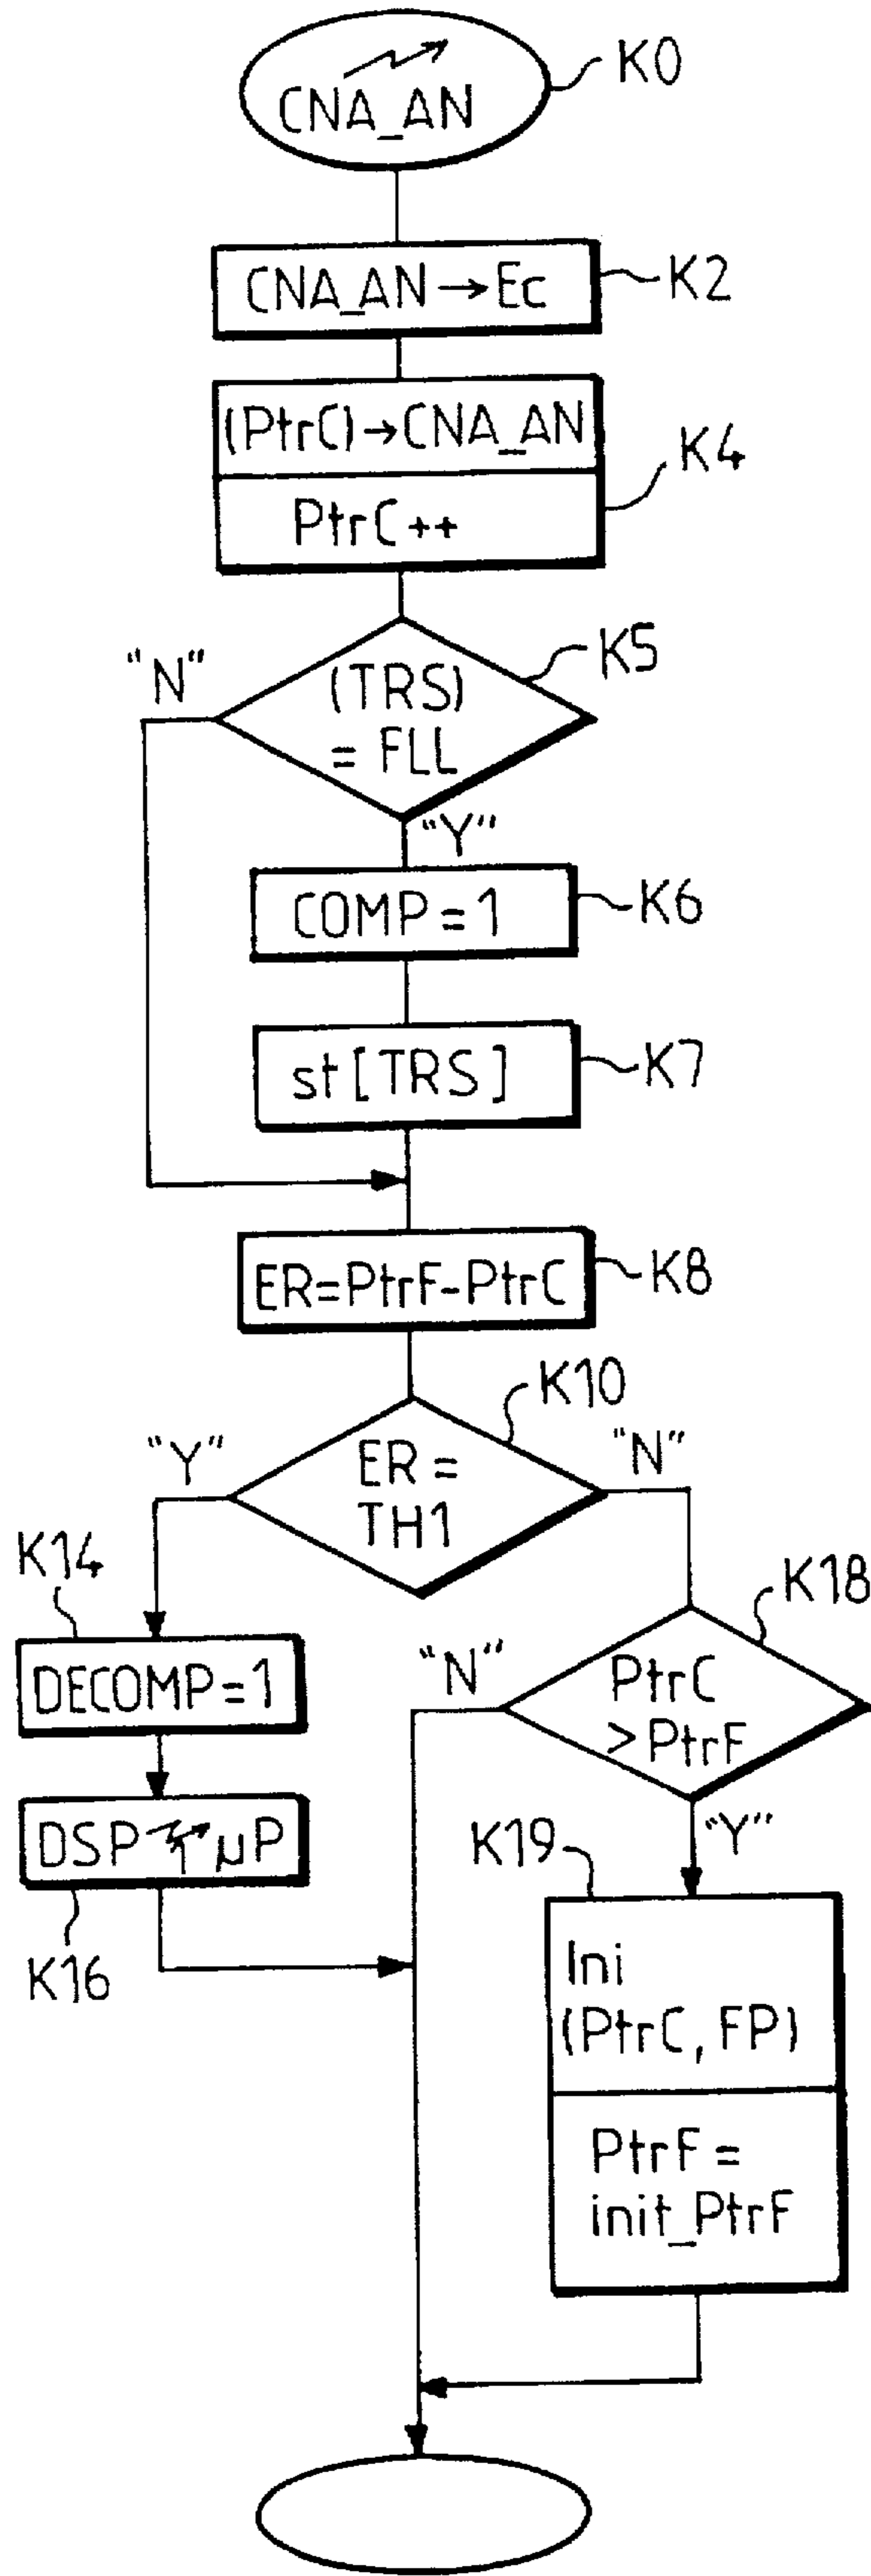 CNA_AN
K0
CNA_AN→Ec
K2
(PtrC)→CNA_AN
K4
PtrC++
K5
"N"
(TRS)
= FLL
"Y"
COMP=1
K6
st[TRS]
K7
ER=PtrF-PtrC
K8
K10
"Y"
ER=
TH1
"N"
K14
K18
DECOMP=1
"N"
PtrC
>PtrF
DSP µP
K19
"Y"
K16
Ini
(PtrC, FP)
PtrF=
init_PtrF